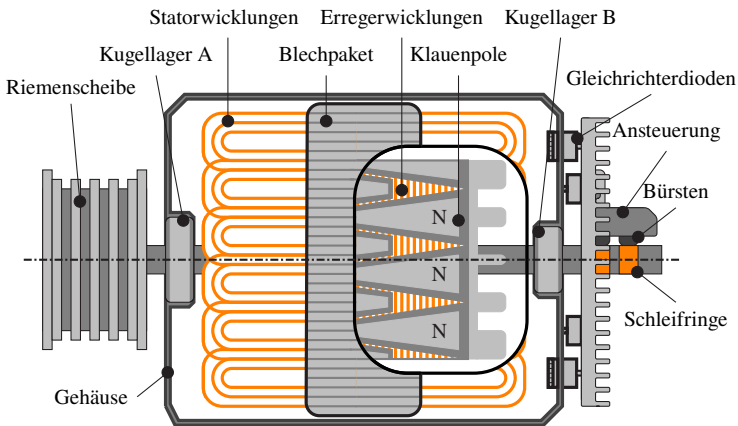 Statorwicklungen
Erregerwicklungen
Kugellager B
Kugellager A
Blechpaket
Klauenpole
Gleichrichterdioden
Riemenscheibe
Ansteuerung
Bürsten
N
N
N
Schleifringe
Gehäuse